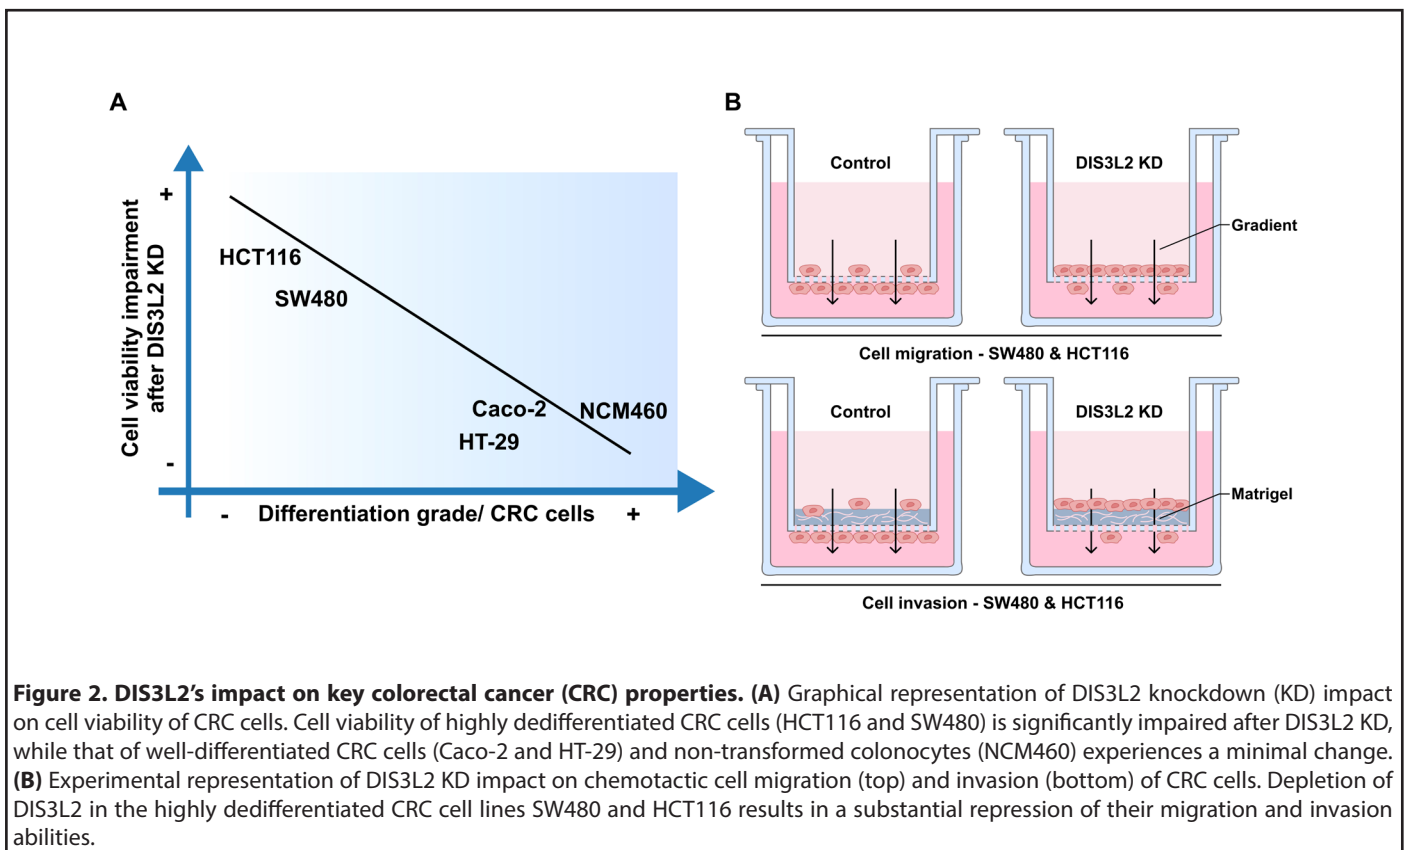 A
Cell viability impairment
after DIS3L2 KD
+
-
HCT116
SW480
Caco-2
NCM460
HT-29
- Differentiation grade/ CRC cells +
B
Control
DIS3L2 KD
Gradient
Cell migration - SW480 & HCT116
Control
DIS3L2 KD
Matrigel
Cell invasion - SW480 & HCT116
Figure 2. DIS3L2's impact on key colorectal cancer (CRC) properties. (A) Graphical representation of DIS3L2 knockdown (KD) impact
on cell viability of CRC cells. Cell viability of highly dedifferentiated CRC cells (HCT116 and SW480) is significantly impaired after DIS3L2 KD,
while that of well-differentiated CRC cells (Caco-2 and HT-29) and non-transformed colonocytes (NCM460) experiences a minimal change.
(B) Experimental representation of DIS3L2 KD impact on chemotactic cell migration (top) and invasion (bottom) of CRC cells. Depletion of
DIS3L2 in the highly dedifferentiated CRC cell lines SW480 and HCT116 results in a substantial repression of their migration and invasion
abilities.